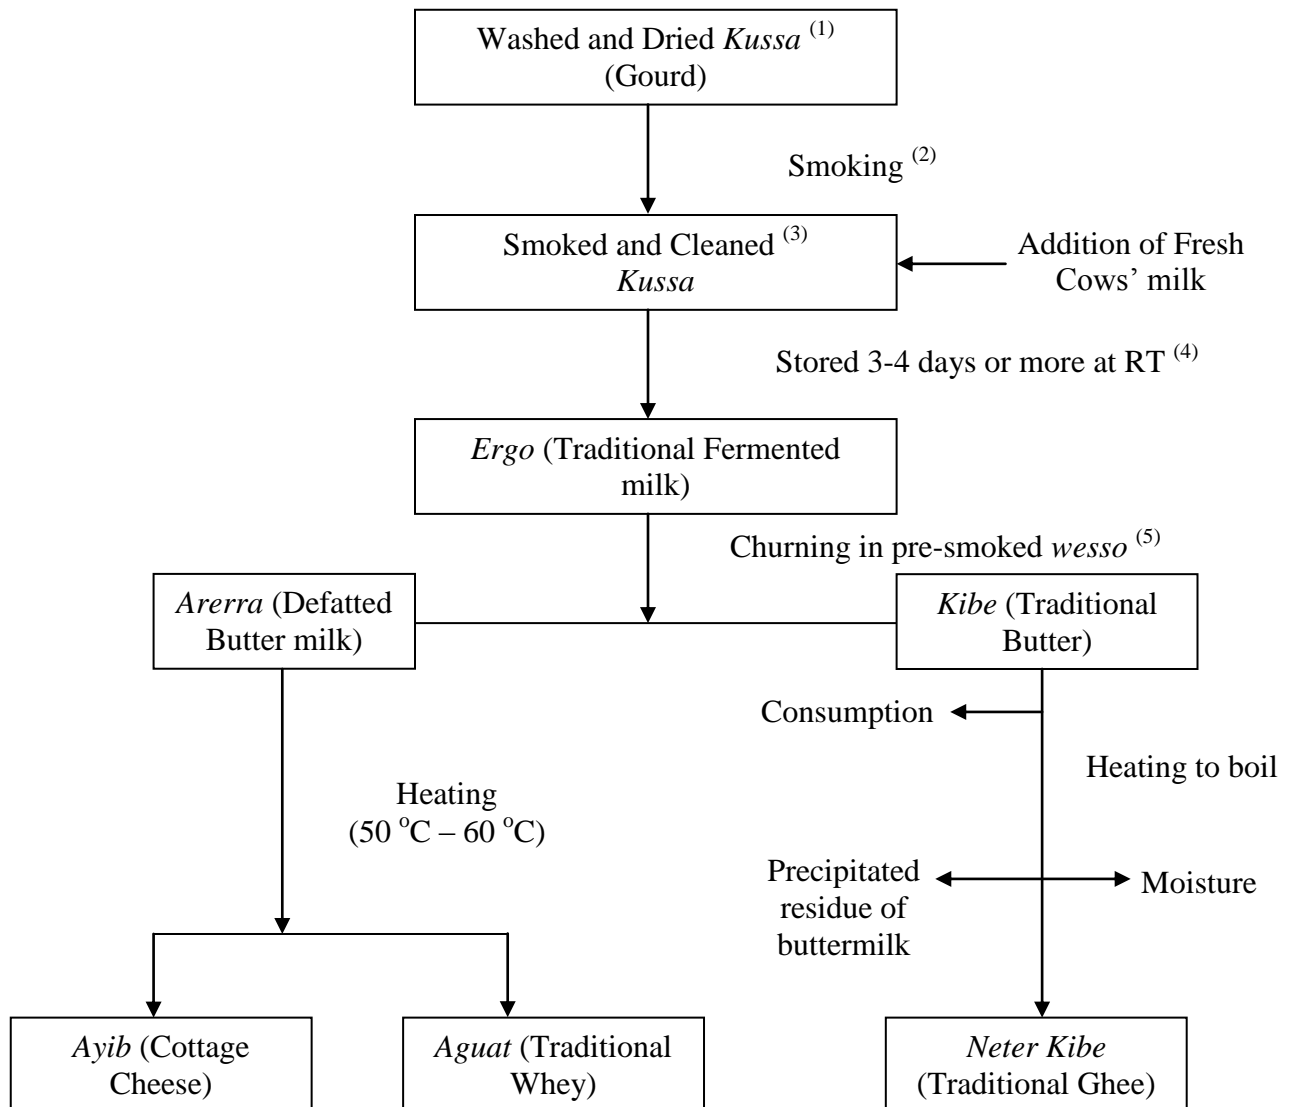 Washed and Dried Kussa (1)
(Gourd)
Smoking (2)
Smoked and Cleaned (3)
Kussa
Addition of Fresh
Cows’ milk
Stored 3-4 days or more at RT (4)
Ergo (Traditional Fermented
milk)
Churning in pre-smoked wesso (5)
Arerra (Defatted
Butter milk)
Kibe (Traditional
Butter)
Consumption
Heating to boil
Heating
(50 °C – 60 °C)
Precipitated
residue of
buttermilk
Moisture
Ayib (Cottage
Cheese)
Aguat (Traditional
Whey)
Neter Kibe
(Traditional Ghee)